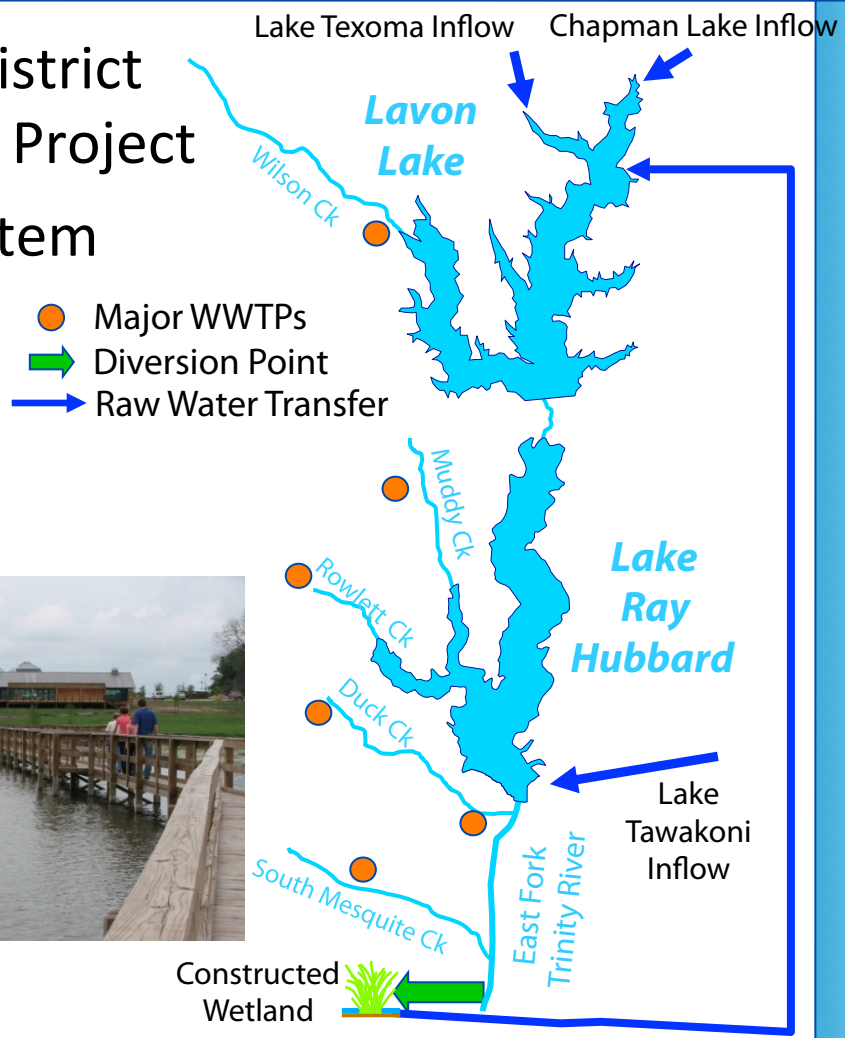 istrict
Project
tem
Lake Texoma Inflow
Chapman Lake Inflow
Lavon
Lake
Wilson Ck
Major WWTPs
Diversion Point
Raw Water Transfer
Muddy Ck
Rowlett Ck
Lake
Ray
Hubbard
Duck Ck
Lake
Tawakoni
Inflow
South Mesquite Ck
East Fork
Trinity River
Constructed
Wetland